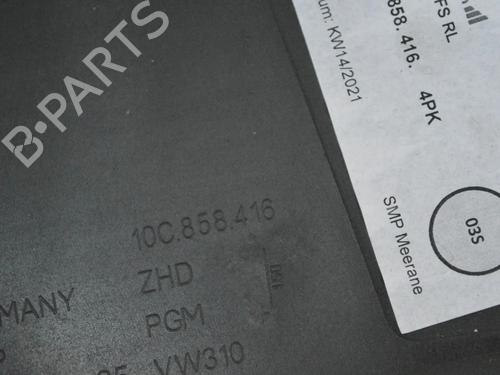 B-PARTS
FS RL
um: KW14/2021
858. 416. 4PK
SMP Meerane
03S
10C.858.416
ZHD
MANY
PGM
VW310